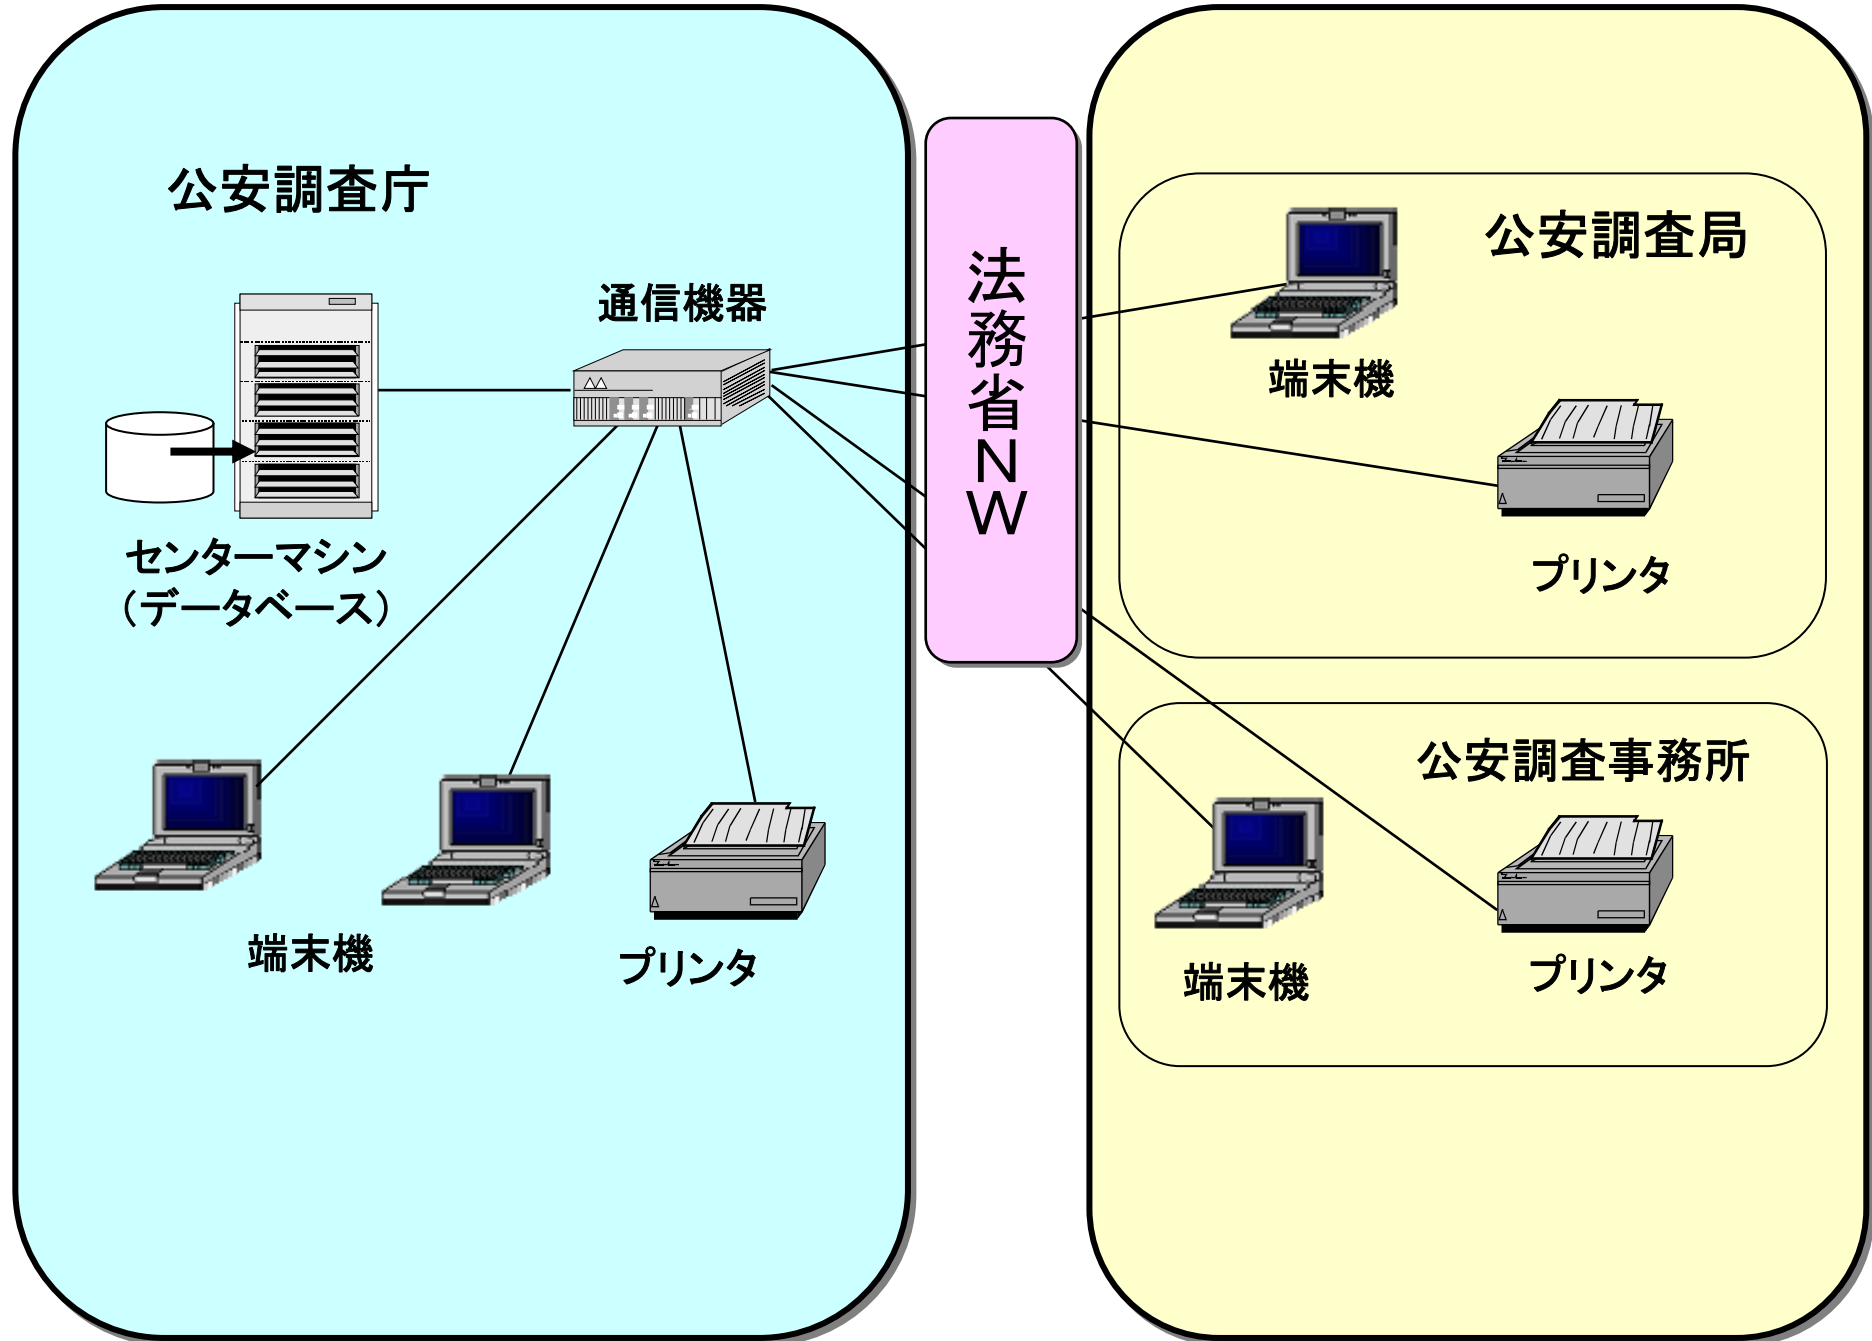 公安調査庁
通信機器
センターマシン
（データベース）
端末機
プリンタ
法務省NW
公安調査局
端末機
プリンタ
公安調査事務所
端末機
プリンタ